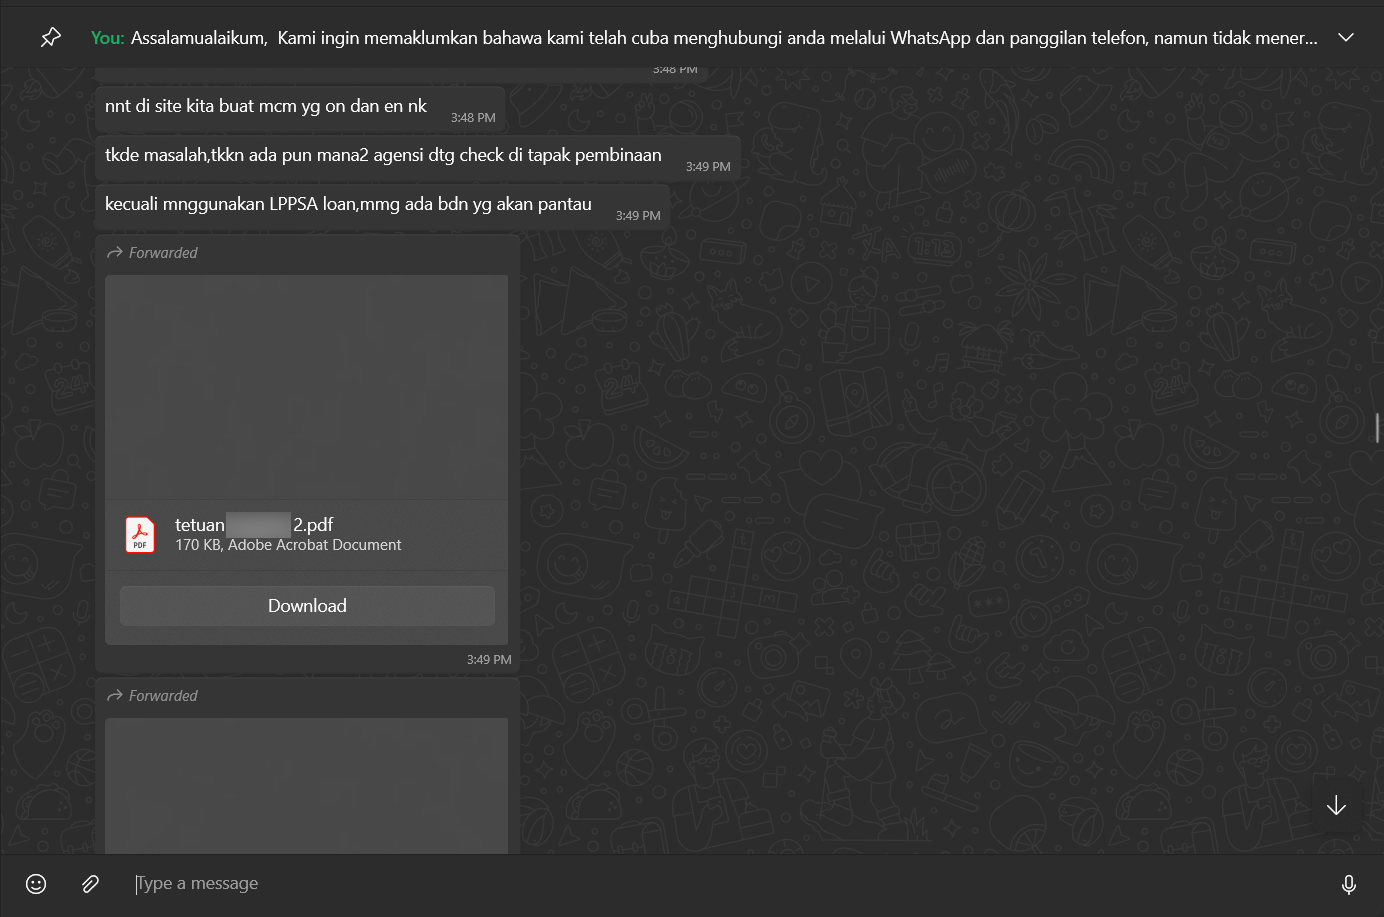 You: Assalamualaikum,  Kami ingin memaklumkan bahawa kami telah cuba menghubungi anda melalui WhatsApp dan panggilan telefon, namun tidak mener...
3:48 PM
nnt di site kita buat mcm yg on dan en nk
3:48 PM
tkde masalah,tkkn ada pun mana2 agensi dtg check di tapak pembinaan
3:49 PM
kecuali mnggunakan LPPSA loan,mmg ada bdn yg akan pantau
3:49 PM
Forwarded
tetuan 2.pdf
PDF
170 KB, Adobe Acrobat Document
Download
3:49 PM
Forwarded
Type a message